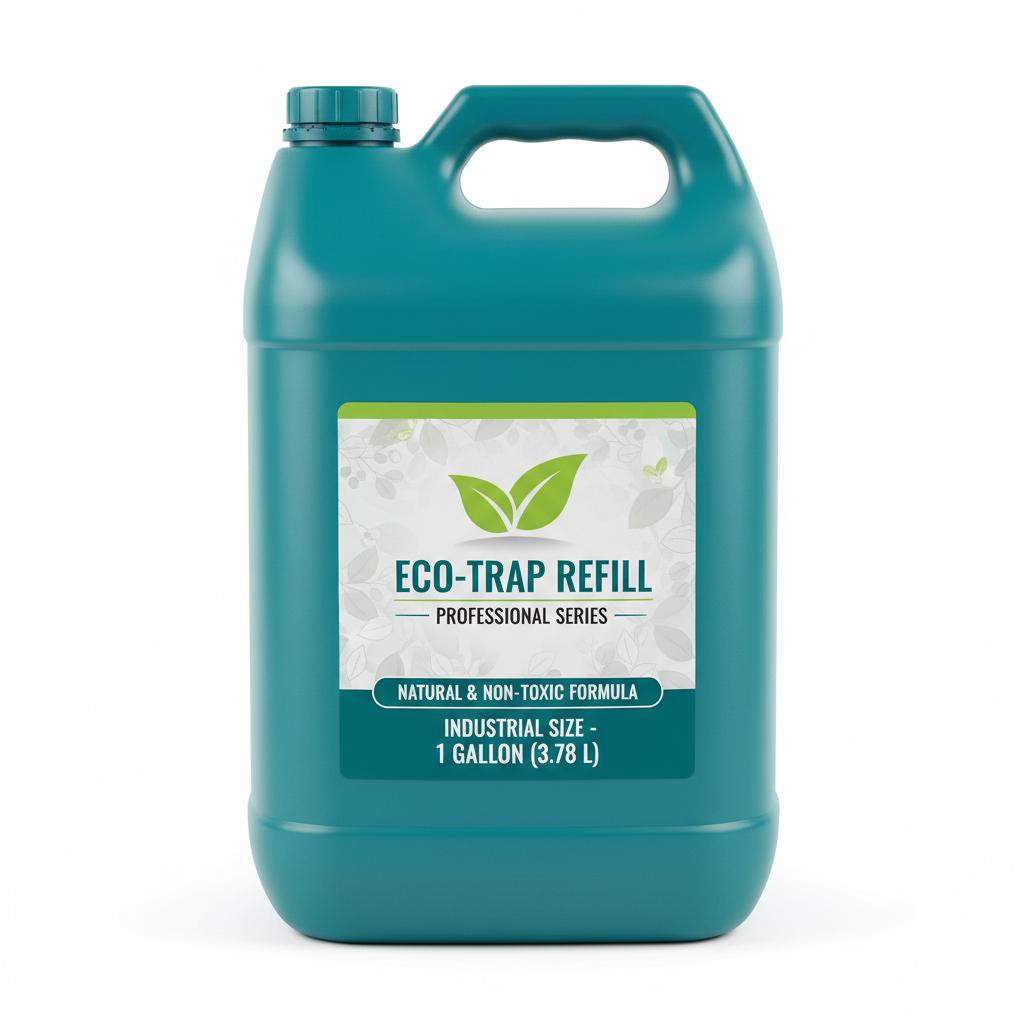 ECO-TRAP REFILL
PROFESSIONAL SERIES
NATURAL & NON-TOXIC FORMULA
INDUSTRIAL SIZE -
1 GALLON (3.78 L)